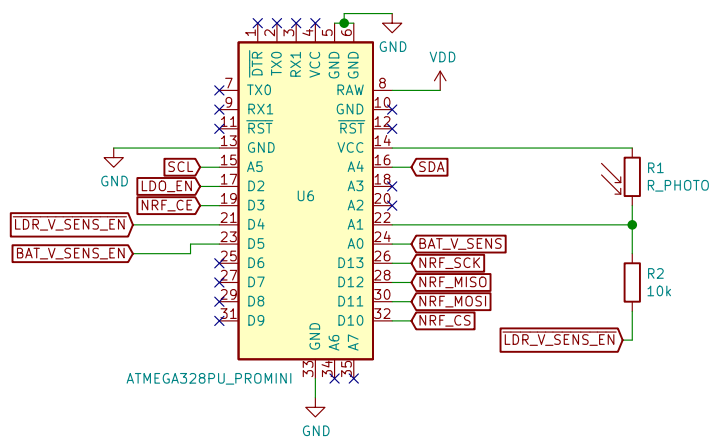 GND
VDD
1 2 3 4 5 6
DTR TX0 RX1 VCC GND GND
7 TX0 RAW 8
9 RX1 GND 10
11 RST RST 12
13 GND VCC 14
GND
SCL 15 A5 A4 16 SDA
R1
R_PHOTO
LDO_EN 17 D2 A3 18
U6
NRF_CE 19 D3 A2 20
LDR_V_SENS_EN 21 D4 A1 22
BAT_V_SENS_EN 23 D5 A0 24 BAT_V_SENS
25 D6 D13 26 NRF_SCK
R2
10k
27 D7 D12 28 NRF_MISO
29 D8 D11 30 NRF_MOSI
31 D9 D10 32 NRF_CS
LDR_V_SENS_EN
GND A6 A7
33 34 35
ATMEGA328PU_PROMINI
GND